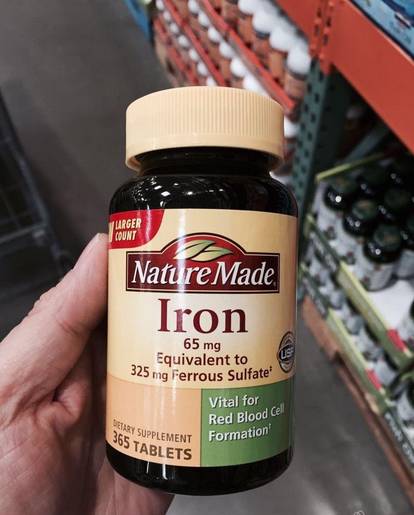 LARGER
COUNT
Nature Made
Iron
65 mg
Equivalent to
325 mg Ferrous Sulfate‡
USP
Vital for
Red Blood Cell
Formation†
DIETARY SUPPLEMENT
365 TABLETS